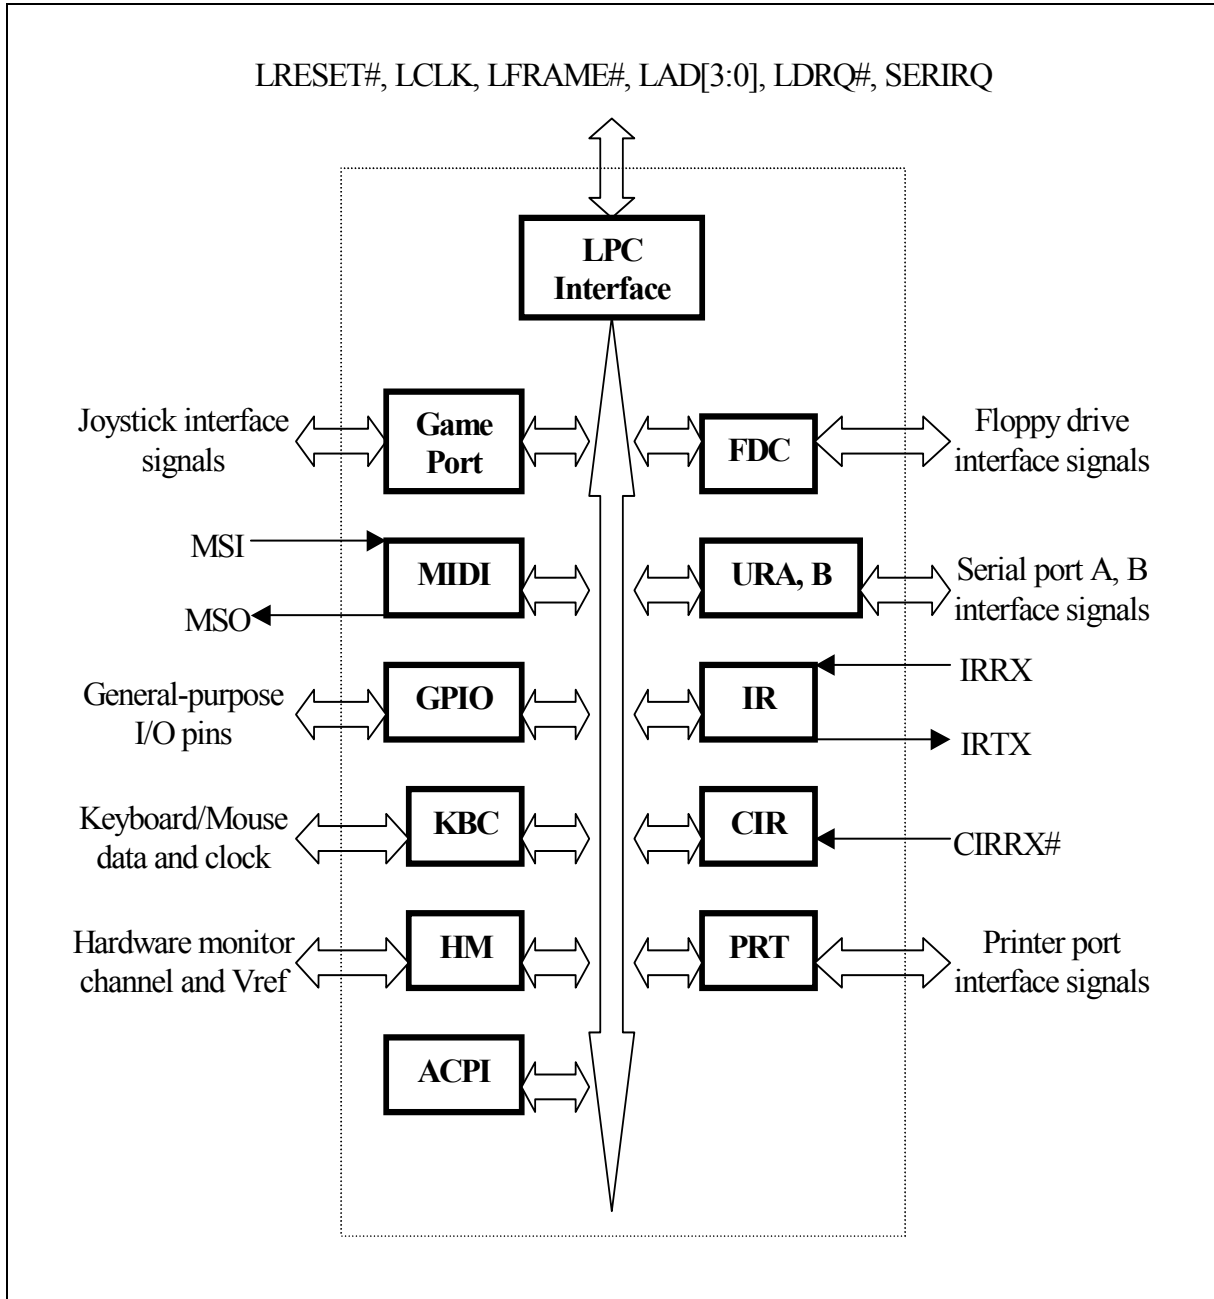 LRESET#, LCLK, LFRAME#, LAD[3:0], LDRQ#, SERIRQ
LPC
Interface
Joystick interface
signals
Game
Port
FDC
Floppy drive
interface signals
MSI
MSO
MIDI
URA, B
Serial port A, B
interface signals
General-purpose
I/O pins
GPIO
IR
IRRX
IRTX
Keyboard/Mouse
data and clock
KBC
CIR
CIRRX#
Hardware monitor
channel and Vref
HM
PRT
Printer port
interface signals
ACPI